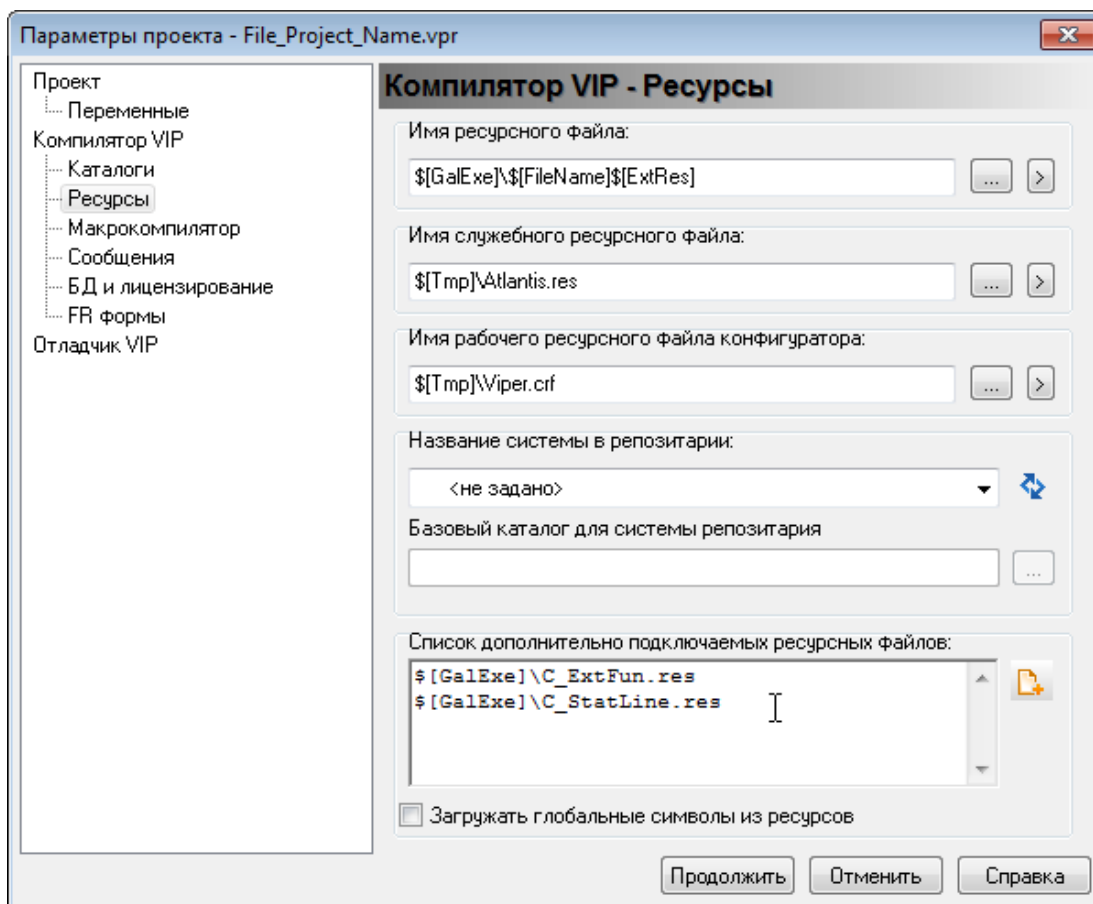 Параметры проекта - File_Project_Name.vpr
Проект
Переменные
Компилятор VIP
Каталоги
Ресурсы
Макрокомпилятор
Сообщения
БД и лицензирование
FR формы
Отладчик VIP
Компилятор VIP - Ресурсы
Имя ресурсного файла:
$[GalExe]\$[FileName]$[ExtRes]
...
>
Имя служебного ресурсного файла:
$[Tmp]\Atlantis.res
...
>
Имя рабочего ресурсного файла конфигуратора:
$[Tmp]\Viper.crf
...
>
Название системы в репозитарии:
<не задано>
Базовый каталог для системы репозитария
...
Список дополнительно подключаемых ресурсных файлов:
$[GalExe]\C_ExtFun.res
$[GalExe]\C_StatLine.res
Загружать глобальные символы из ресурсов
Продолжить Отменить Справка